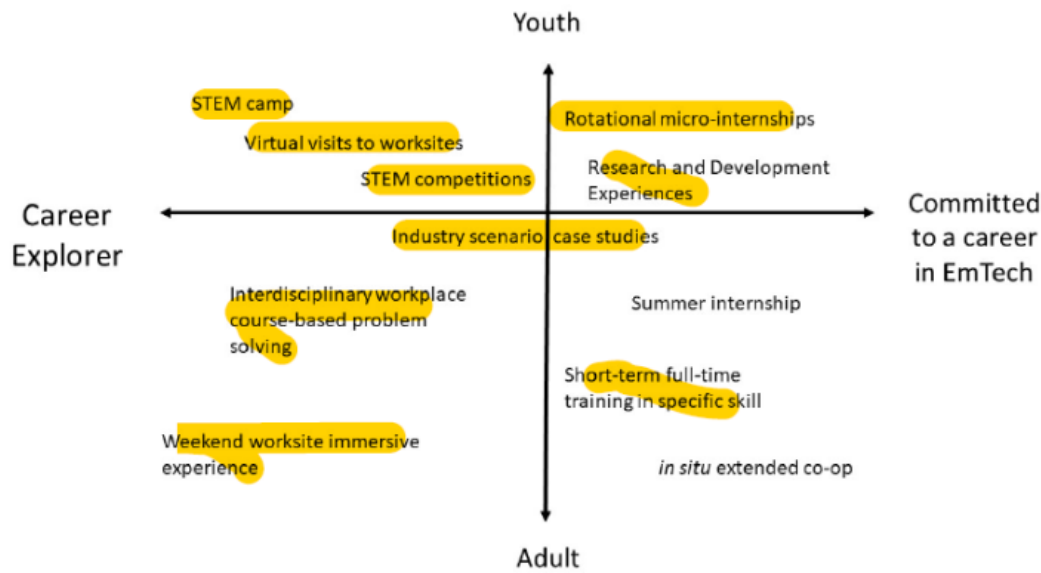 Youth
STEM camp
Virtual visits to worksites
STEM competitions
Rotational micro-internships
Research and Development
Experiences
Career
Explorer
Committed
to a career
in EmTech
Industry scenario case studies
Interdisciplinary workplace
course-based problem
solving
Summer internship
Short-term full-time
training in specific skill
Weekend worksite immersive
experience
in situ extended co-op
Adult